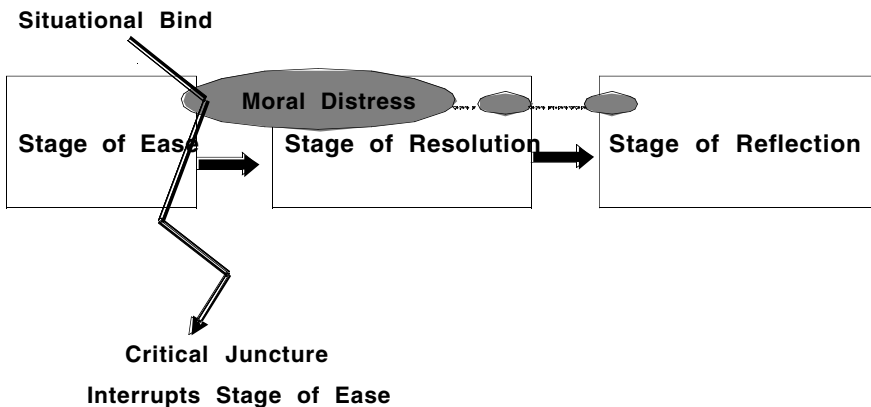 Situational Bind
Moral Distress
Stage of Ease
Stage of Resolution
Stage of Reflection
Critical Juncture
Interrupts Stage of Ease